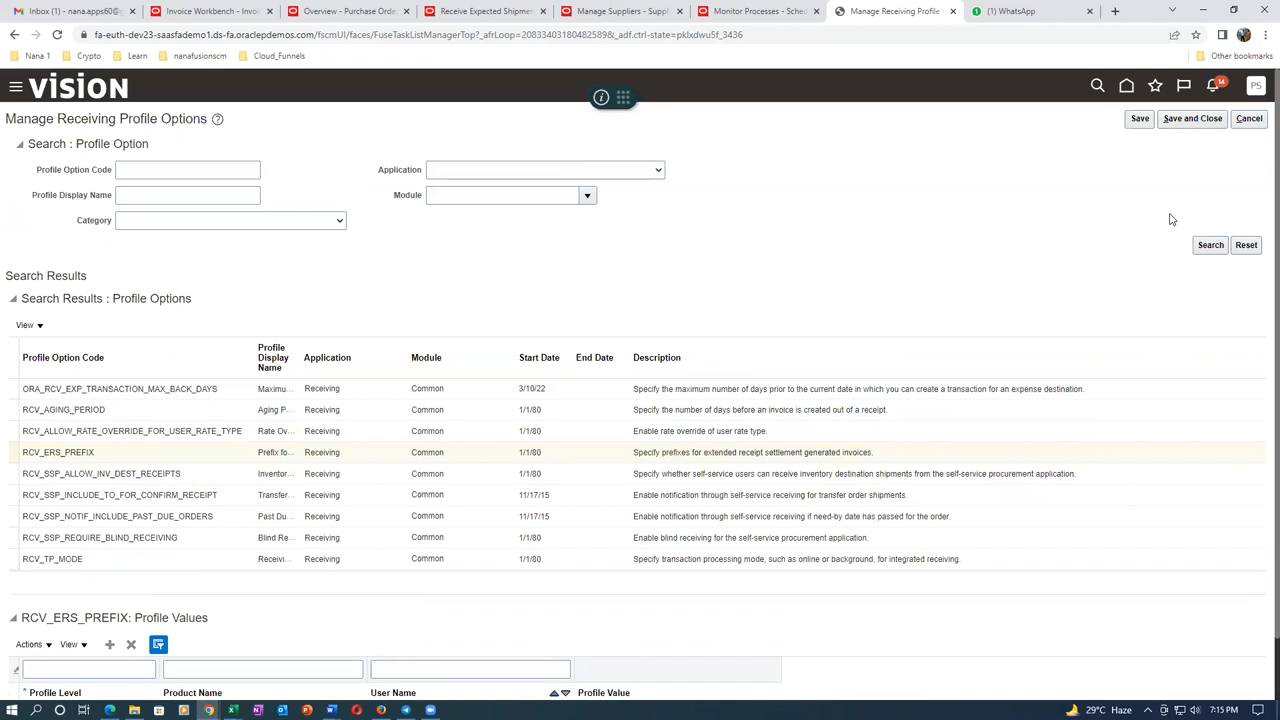 Inbox (1) - nana.apps60@
Invoice Workbench - Invoi
Overview - Purchase Orde
Receive Expected Shipmen
Manage Suppliers - Suppl
Monitor Processes - Sched
Manage Receiving Profile
(1) WhatsApp
fa-euth-dev23-saasfademo1.ds-fa.oraclepdemos.com/fscmUI/faces/FuseTaskListManagerTop?_afrLoop=208334031804825898&_adf.ctrl-state=pklxdwu5f_3436
Nana 1
Crypto
Learn
nanafusionscm
Cloud_Funnels
Other bookmarks
VISION
14
PS
Manage Receiving Profile Options
Save
Save and Close
Cancel
Search : Profile Option
Profile Option Code
Application
Profile Display Name
Module
Category
Search
Reset
Search Results
Search Results : Profile Options
View
Profile Option Code Profile Display Name Application Module Start Date End Date Description
ORA_RCV_EXP_TRANSACTION_MAX_BACK_DAYS Maximu... Receiving Common 3/10/22 Specify the maximum number of days prior to the current date in which you can create a transaction for an expense destination.
RCV_AGING_PERIOD Aging P... Receiving Common 1/1/80 Specify the number of days before an invoice is created out of a receipt.
RCV_ALLOW_RATE_OVERRIDE_FOR_USER_RATE_TYPE Rate Ov... Receiving Common 1/1/80 Enable rate override of user rate type.
RCV_ERS_PREFIX Prefix fo... Receiving Common 1/1/80 Specify prefixes for extended receipt settlement generated invoices.
RCV_SSP_ALLOW_INV_DEST_RECEIPTS Inventor... Receiving Common 1/1/80 Specify whether self-service users can receive inventory destination shipments from the self-service procurement application.
RCV_SSP_INCLUDE_TO_FOR_CONFIRM_RECEIPT Transfer... Receiving Common 11/17/15 Enable notification through self-service receiving for transfer order shipments.
RCV_SSP_NOTIF_INCLUDE_PAST_DUE_ORDERS Past Du... Receiving Common 11/17/15 Enable notification through self-service receiving if need-by date has passed for the order.
RCV_SSP_REQUIRE_BLIND_RECEIVING Blind Re... Receiving Common 1/1/80 Enable blind receiving for the self-service procurement application.
RCV_TP_MODE Receivi... Receiving Common 1/1/80 Specify transaction processing mode, such as online or background, for integrated receiving.
RCV_ERS_PREFIX: Profile Values
Actions View
* Profile Level Product Name User Name Profile Value
29°C Haze
7:15 PM